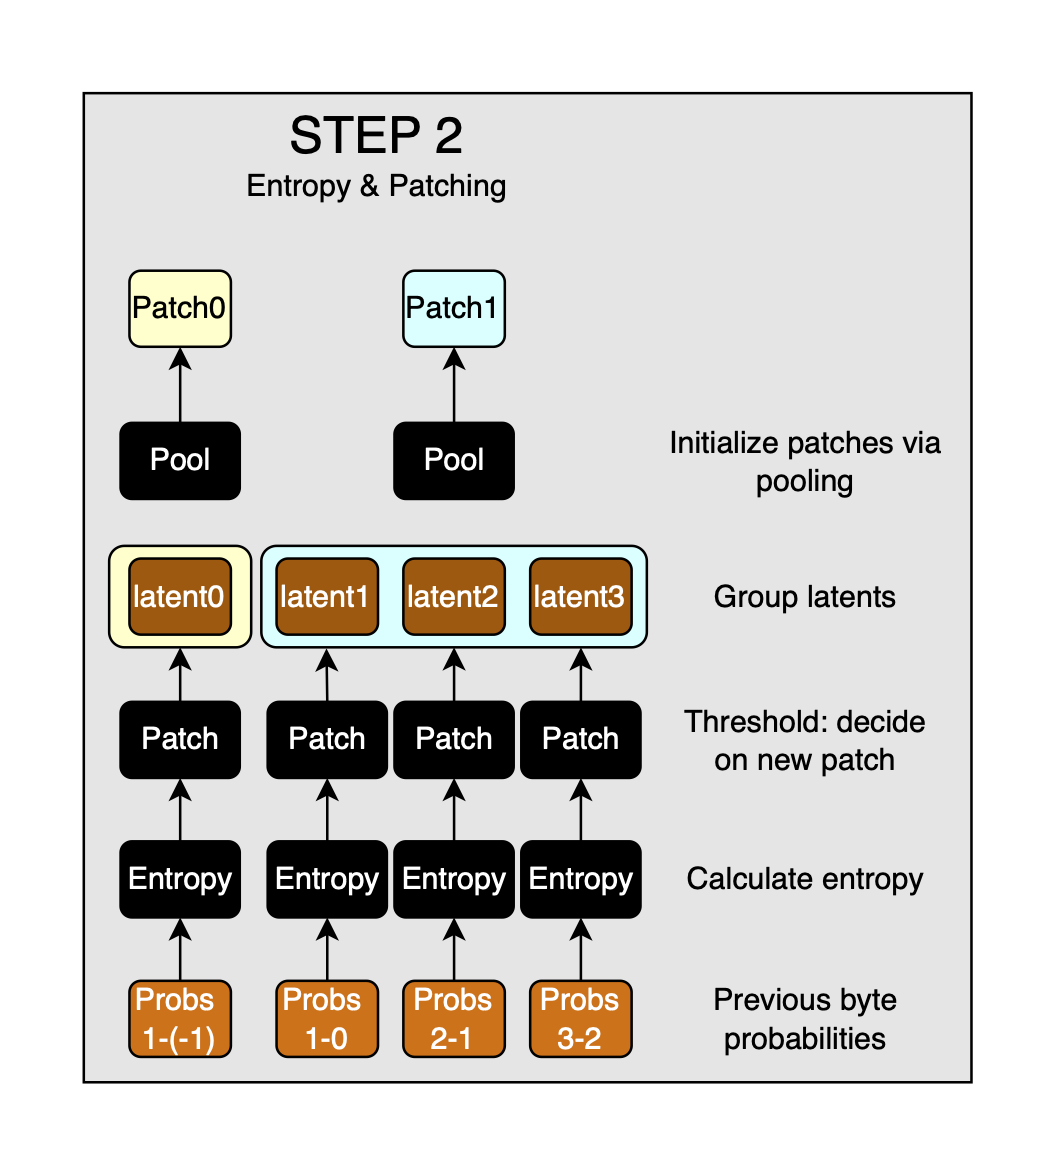 STEP 2
Entropy & Patching
Patch0
Patch1
Pool
Pool
Initialize patches via
pooling
latent0
latent1
latent2
latent3
Group latents
Patch
Patch
Patch
Patch
Threshold: decide
on new patch
Entropy
Entropy
Entropy
Entropy
Calculate entropy
Probs
1-(-1)
Probs
1-0
Probs
2-1
Probs
3-2
Previous byte
probabilities